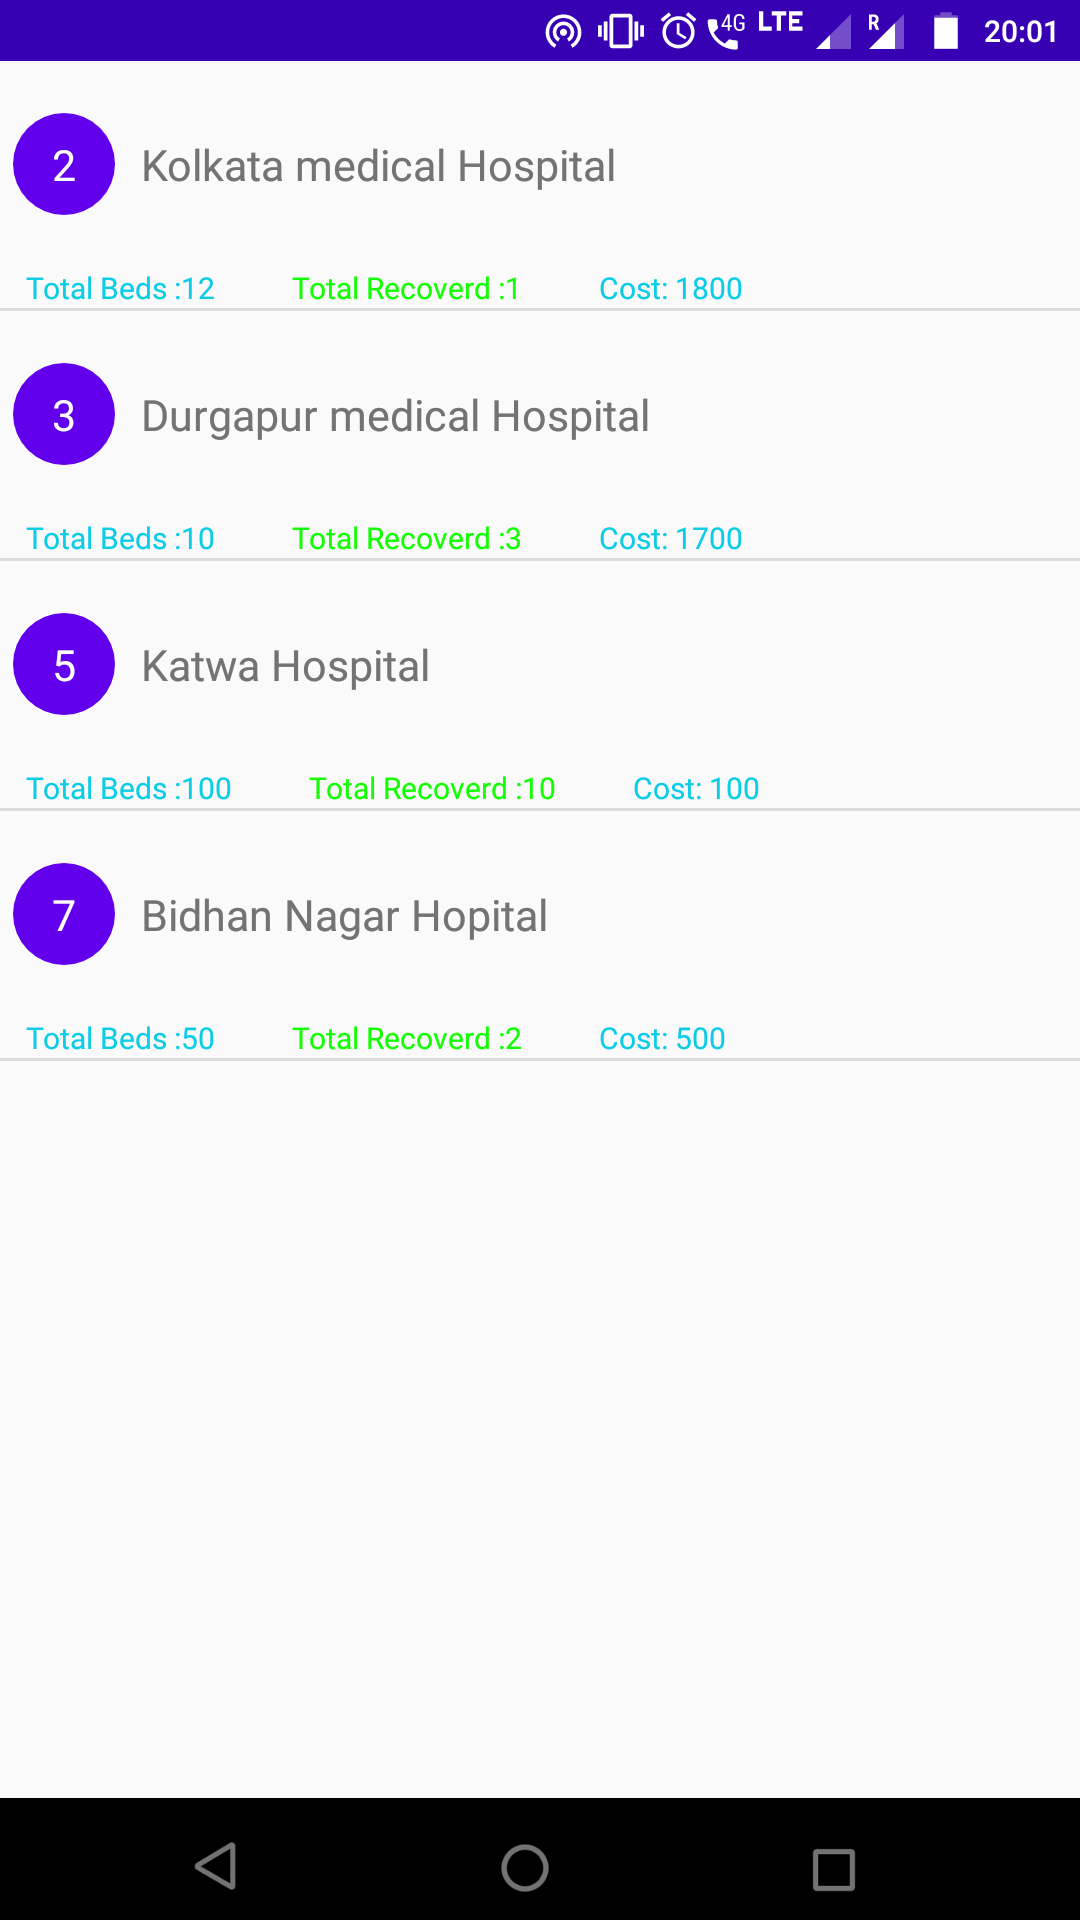 4G LTE R 20:01
2 Kolkata medical Hospital
Total Beds :12 Total Recoverd :1 Cost: 1800
3 Durgapur medical Hospital
Total Beds :10 Total Recoverd :3 Cost: 1700
5 Katwa Hospital
Total Beds :100 Total Recoverd :10 Cost: 100
7 Bidhan Nagar Hopital
Total Beds :50 Total Recoverd :2 Cost: 500